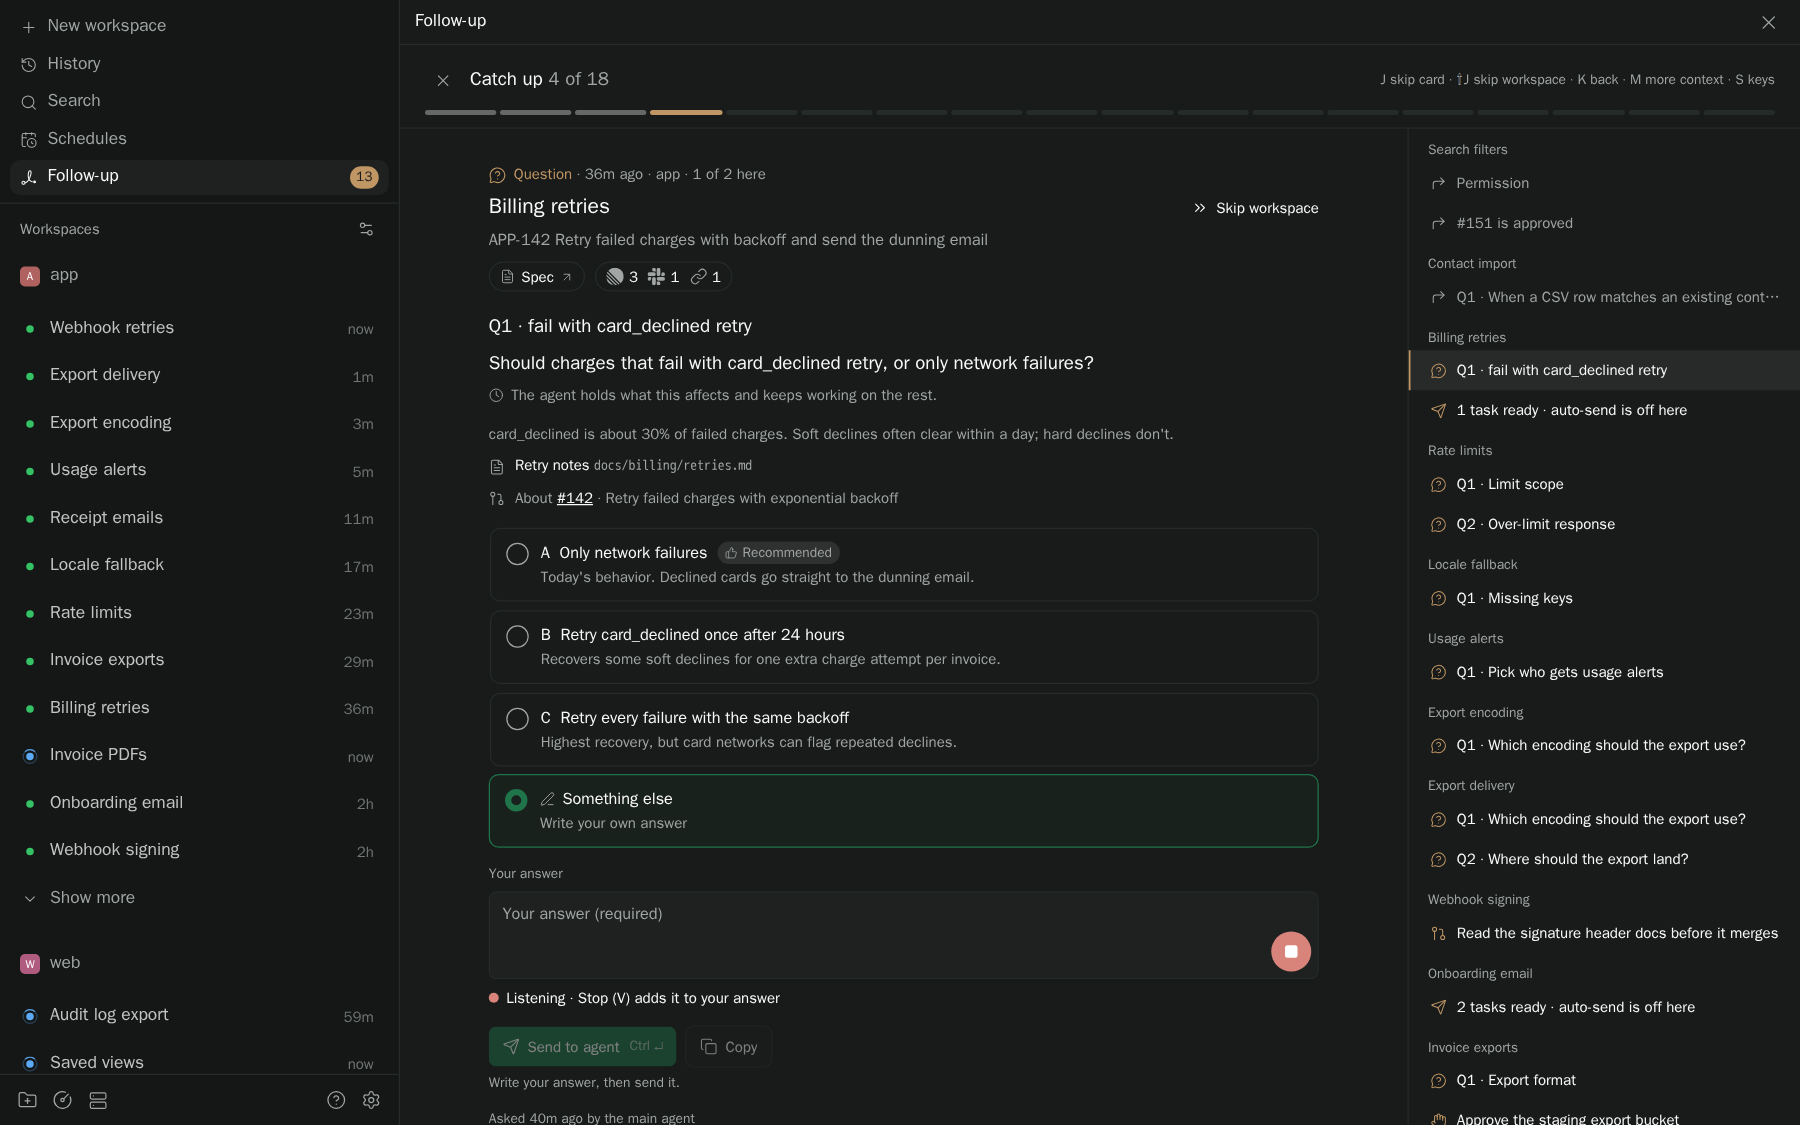 New workspace
History
Search
Schedules
Follow-up 13
Workspaces
A app
Webhook retries now
Export delivery 1m
Export encoding 3m
Usage alerts 5m
Receipt emails 11m
Locale fallback 17m
Rate limits 23m
Invoice exports 29m
Billing retries 36m
Invoice PDFs now
Onboarding email 2h
Webhook signing 2h
Show more
W web
Audit log export 59m
Saved views now
Follow-up
Catch up 4 of 18
J skip card · ⇧J skip workspace · K back · M more context · S keys
Question · 36m ago · app · 1 of 2 here
Billing retries
Skip workspace
APP-142 Retry failed charges with backoff and send the dunning email
Spec
3 1 1
Q1 · fail with card_declined retry
Should charges that fail with card_declined retry, or only network failures?
The agent holds what this affects and keeps working on the rest.
card_declined is about 30% of failed charges. Soft declines often clear within a day; hard declines don't.
Retry notes docs/billing/retries.md
About #142 · Retry failed charges with exponential backoff
A Only network failures Recommended
Today's behavior. Declined cards go straight to the dunning email.
B Retry card_declined once after 24 hours
Recovers some soft declines for one extra charge attempt per invoice.
C Retry every failure with the same backoff
Highest recovery, but card networks can flag repeated declines.
Something else
Write your own answer
Your answer
Your answer (required)
Listening · Stop (V) adds it to your answer
Send to agent Ctrl ↵
Copy
Write your answer, then send it.
Asked 40m ago by the main agent
Search filters
Permission
#151 is approved
Contact import
Q1 · When a CSV row matches an existing cont…
Billing retries
Q1 · fail with card_declined retry
1 task ready · auto-send is off here
Rate limits
Q1 · Limit scope
Q2 · Over-limit response
Locale fallback
Q1 · Missing keys
Usage alerts
Q1 · Pick who gets usage alerts
Export encoding
Q1 · Which encoding should the export use?
Export delivery
Q1 · Which encoding should the export use?
Q2 · Where should the export land?
Webhook signing
Read the signature header docs before it merges
Onboarding email
2 tasks ready · auto-send is off here
Invoice exports
Q1 · Export format
Approve the staging export bucket